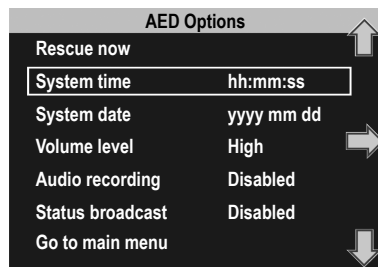 AED Options
Rescue now
System time hh:mm:ss
System date yyyy mm dd
Volume level High
Audio recording Disabled
Status broadcast Disabled
Go to main menu